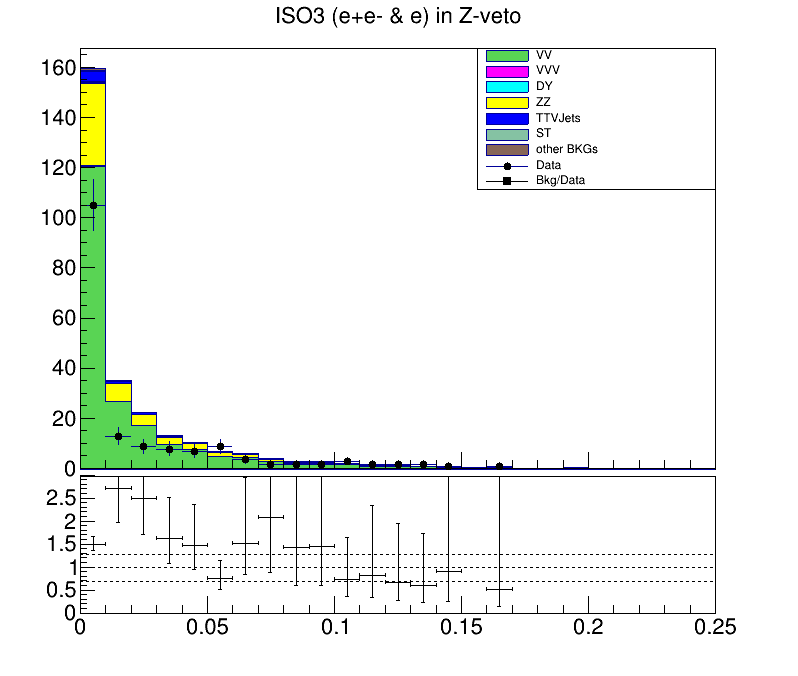 ISO3 (e+e- & e) in Z-veto
160
140
120
100
80
60
40
20
0
VV
VVV
DY
ZZ
TTVJets
ST
other BKGs
Data
Bkg/Data
2.5
2
1.5
1
0.5
0
0 0.05 0.1 0.15 0.2 0.25